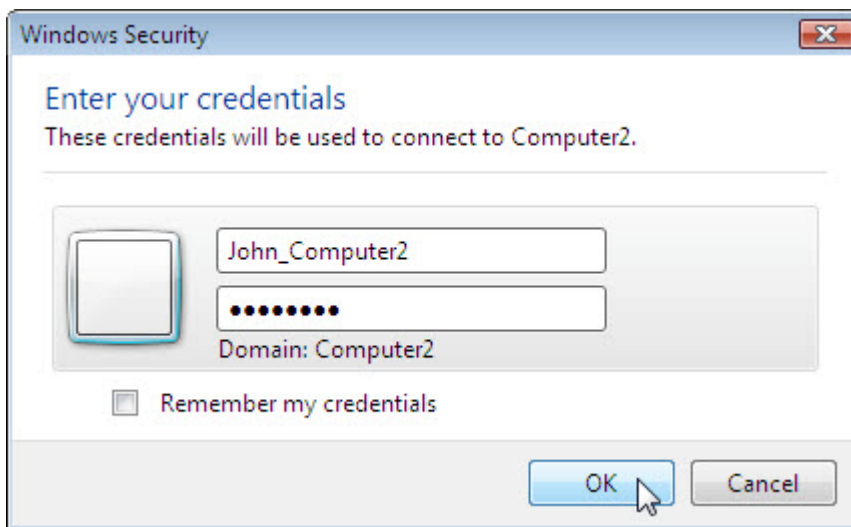 Windows Security
Enter your credentials
These credentials will be used to connect to Computer2.
John_Computer2
••••••••
Domain: Computer2
Remember my credentials
OK
Cancel